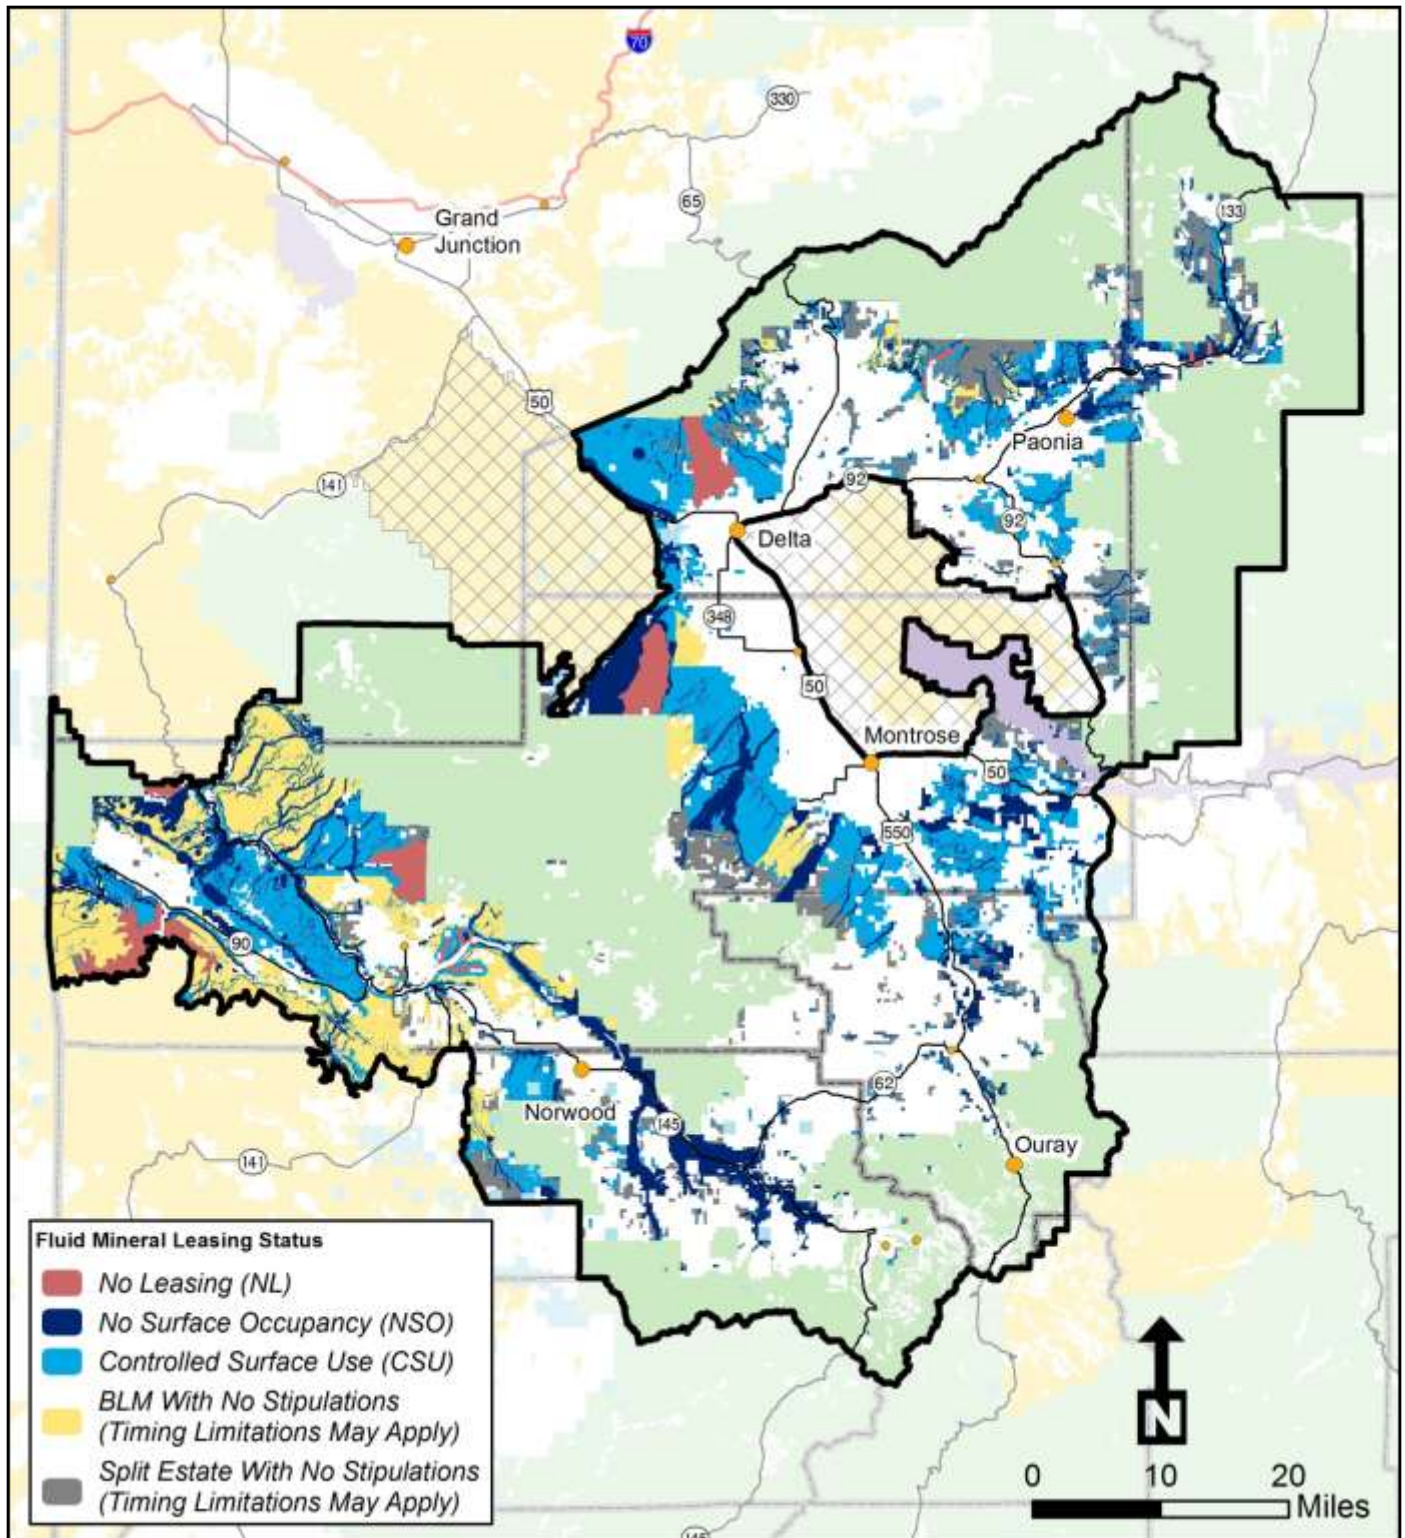 70
330
65
133
Grand
Junction
50
141
Paonia
92
92
Delta
348
50
Montrose
50
550
90
62
Norwood
145
Ouray
141
Fluid Mineral Leasing Status
No Leasing (NL)
No Surface Occupancy (NSO)
Controlled Surface Use (CSU)
BLM With No Stipulations
(Timing Limitations May Apply)
Split Estate With No Stipulations
(Timing Limitations May Apply)
N
0 10 20
Miles
145